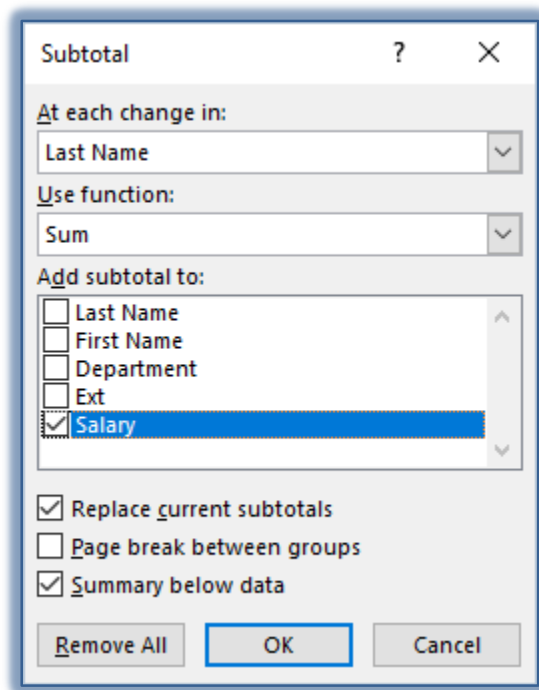 Subtotal ?
At each change in:
Last Name
Use function:
Sum
Add subtotal to:
Last Name
First Name
Department
Ext
Salary
Replace current subtotals
Page break between groups
Summary below data
Remove All OK Cancel